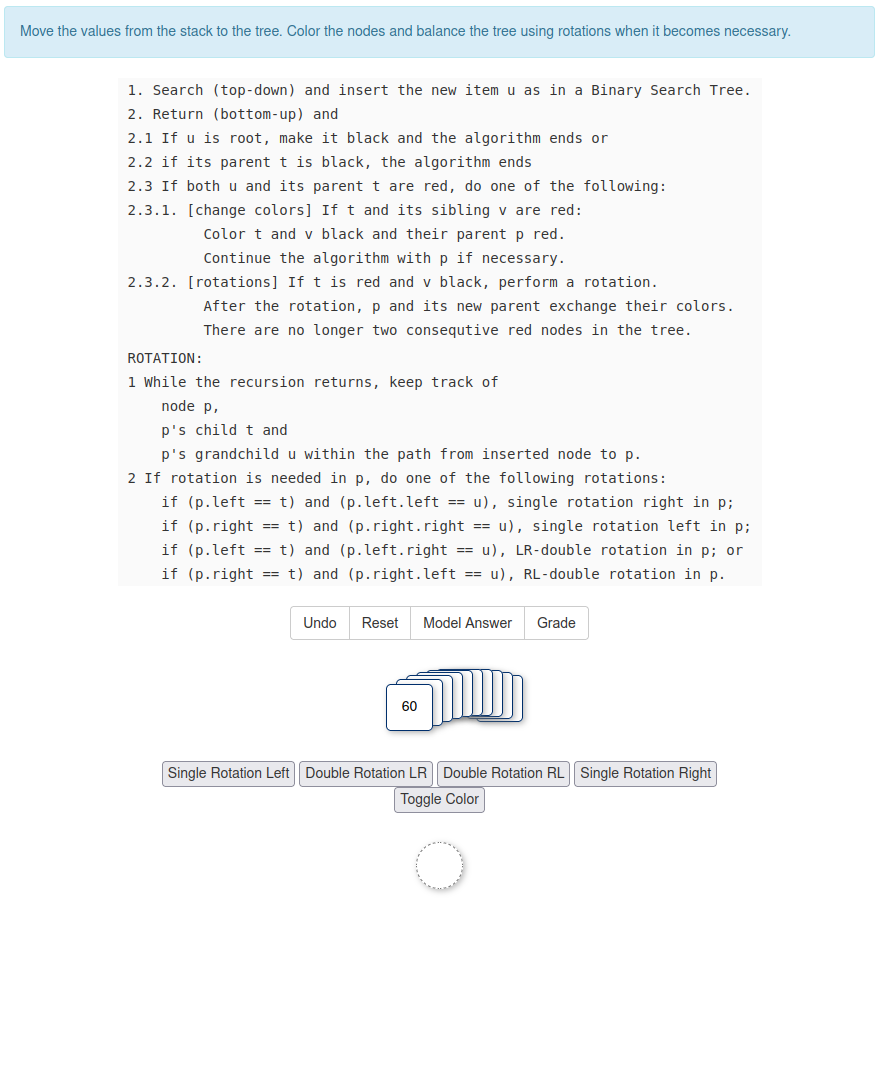 Move the values from the stack to the tree. Color the nodes and balance the tree using rotations when it becomes necessary.
1. Search (top-down) and insert the new item u as in a Binary Search Tree.
2. Return (bottom-up) and
2.1 If u is root, make it black and the algorithm ends or
2.2 if its parent t is black, the algorithm ends
2.3 If both u and its parent t are red, do one of the following:
2.3.1. [change colors] If t and its sibling v are red:
Color t and v black and their parent p red.
Continue the algorithm with p if necessary.
2.3.2. [rotations] If t is red and v black, perform a rotation.
After the rotation, p and its new parent exchange their colors.
There are no longer two consequtive red nodes in the tree.
ROTATION:
1 While the recursion returns, keep track of
node p,
p's child t and
p's grandchild u within the path from inserted node to p.
2 If rotation is needed in p, do one of the following rotations:
if (p.left == t) and (p.left.left == u), single rotation right in p;
if (p.right == t) and (p.right.right == u), single rotation left in p;
if (p.left == t) and (p.left.right == u), LR-double rotation in p; or
if (p.right == t) and (p.right.left == u), RL-double rotation in p.
Undo Reset Model Answer Grade
60
Single Rotation Left Double Rotation LR Double Rotation RL Single Rotation Right
Toggle Color